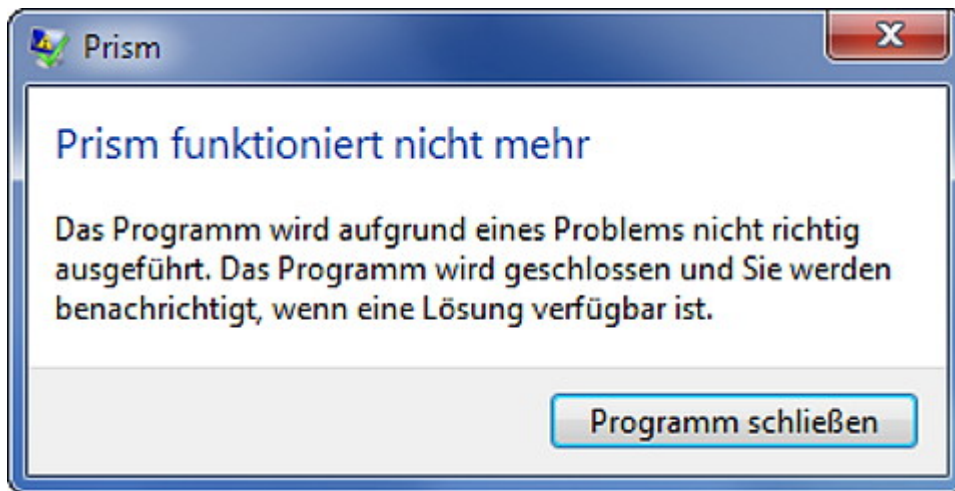 Prism
Prism funktioniert nicht mehr
Das Programm wird aufgrund eines Problems nicht richtig
ausgeführt. Das Programm wird geschlossen und Sie werden
benachrichtigt, wenn eine Lösung verfügbar ist.
Programm schließen